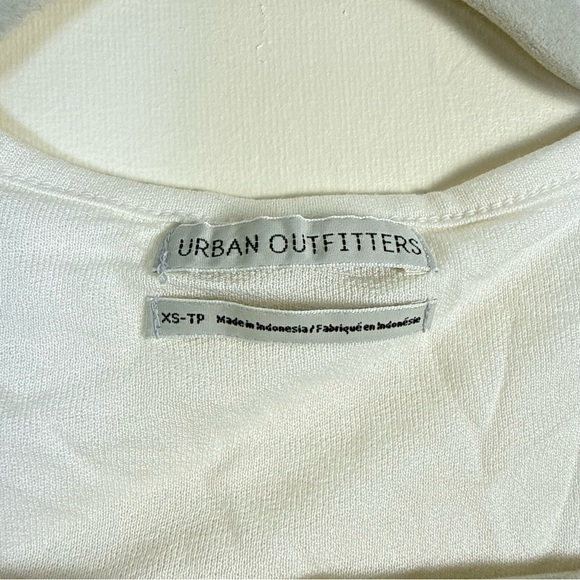 URBAN OUTFITTERS
XS-TP Made in Indonesia / Fabriqué en Indonésie